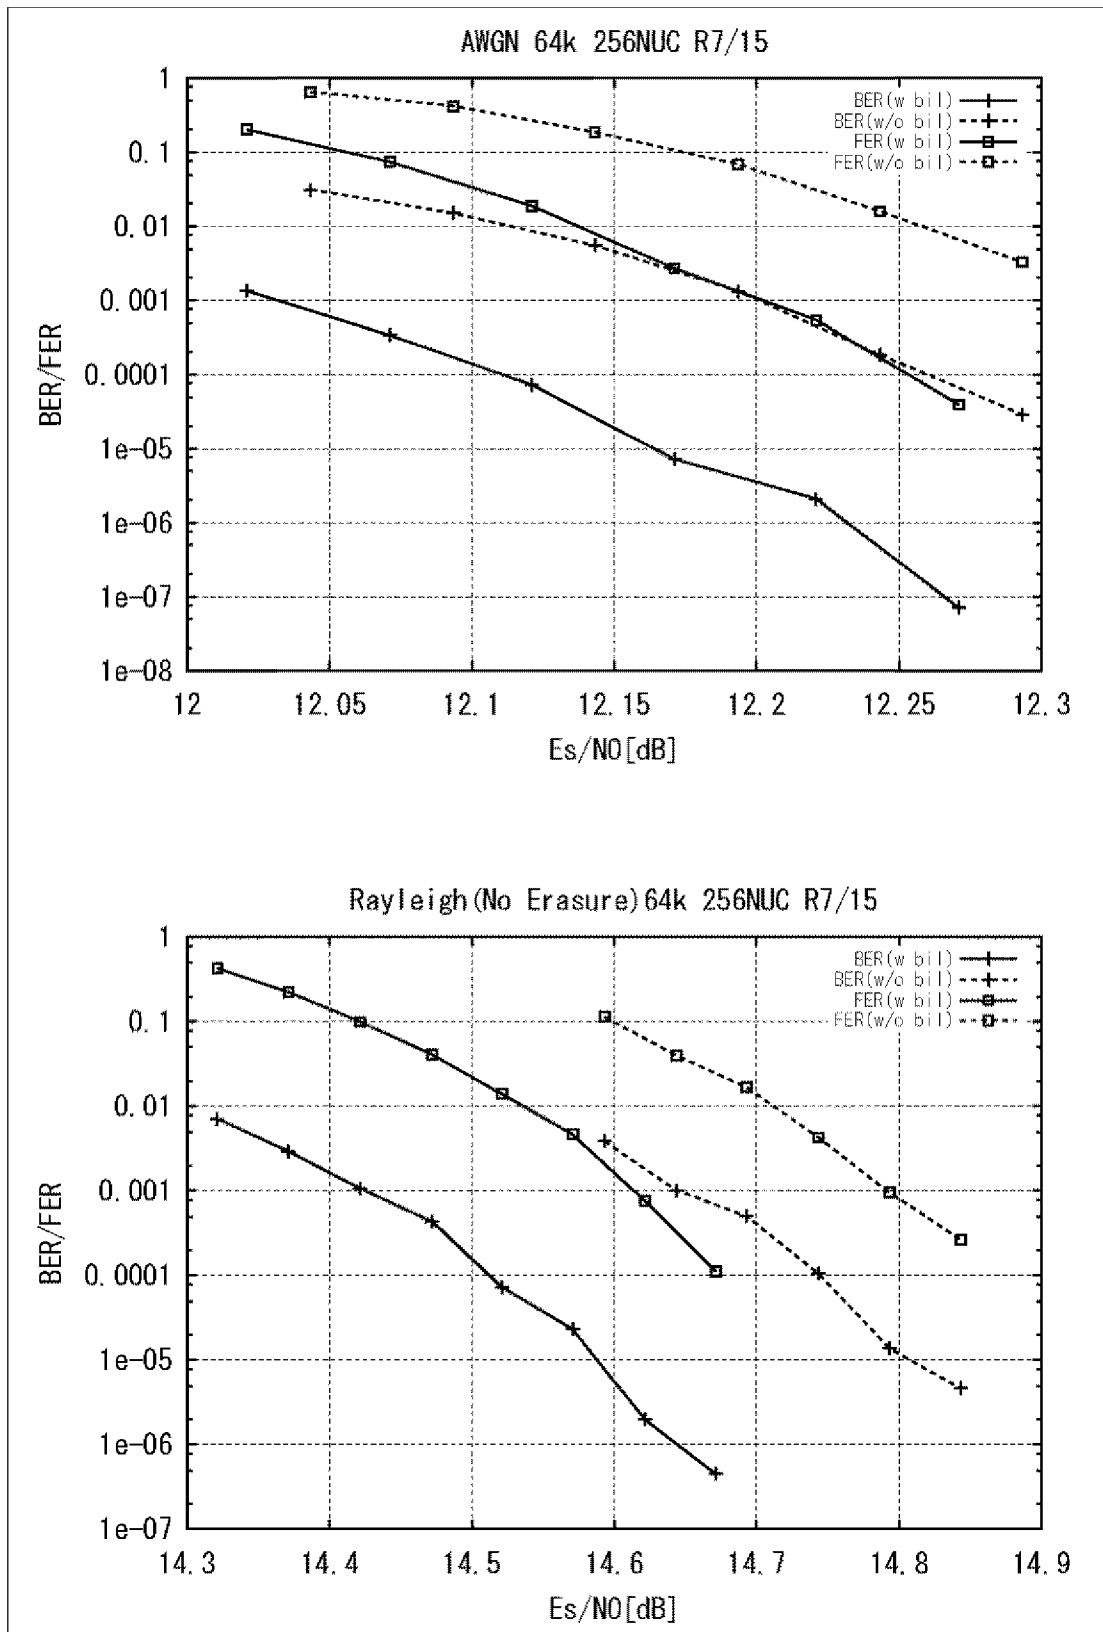 AWGN 64k 256NUC R7/15
BER(w bil)
BER(w/o bil)
FER(w bil)
FER(w/o bil)
1
0.1
0.01
0.001
0.0001
1e-05
1e-06
1e-07
1e-08
BER/FER
12
12.05
12.1
12.15
12.2
12.25
12.3
Es/N0[dB]
Rayleigh(No Erasure)64k 256NUC R7/15
BER(w bil)
BER(w/o bil)
FER(w bil)
FER(w/o bil)
1
0.1
0.01
0.001
0.0001
1e-05
1e-06
1e-07
BER/FER
14.3
14.4
14.5
14.6
14.7
14.8
14.9
Es/N0[dB]